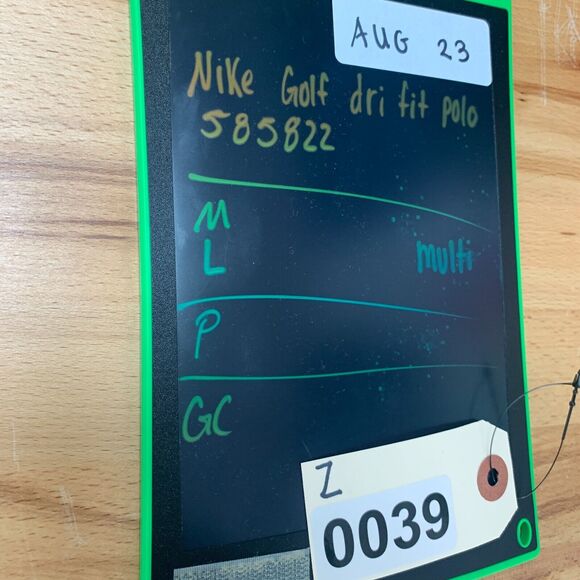 AUG 23
Nike Golf dri fit polo
585822
M
L multi
P
GC
Z
0039